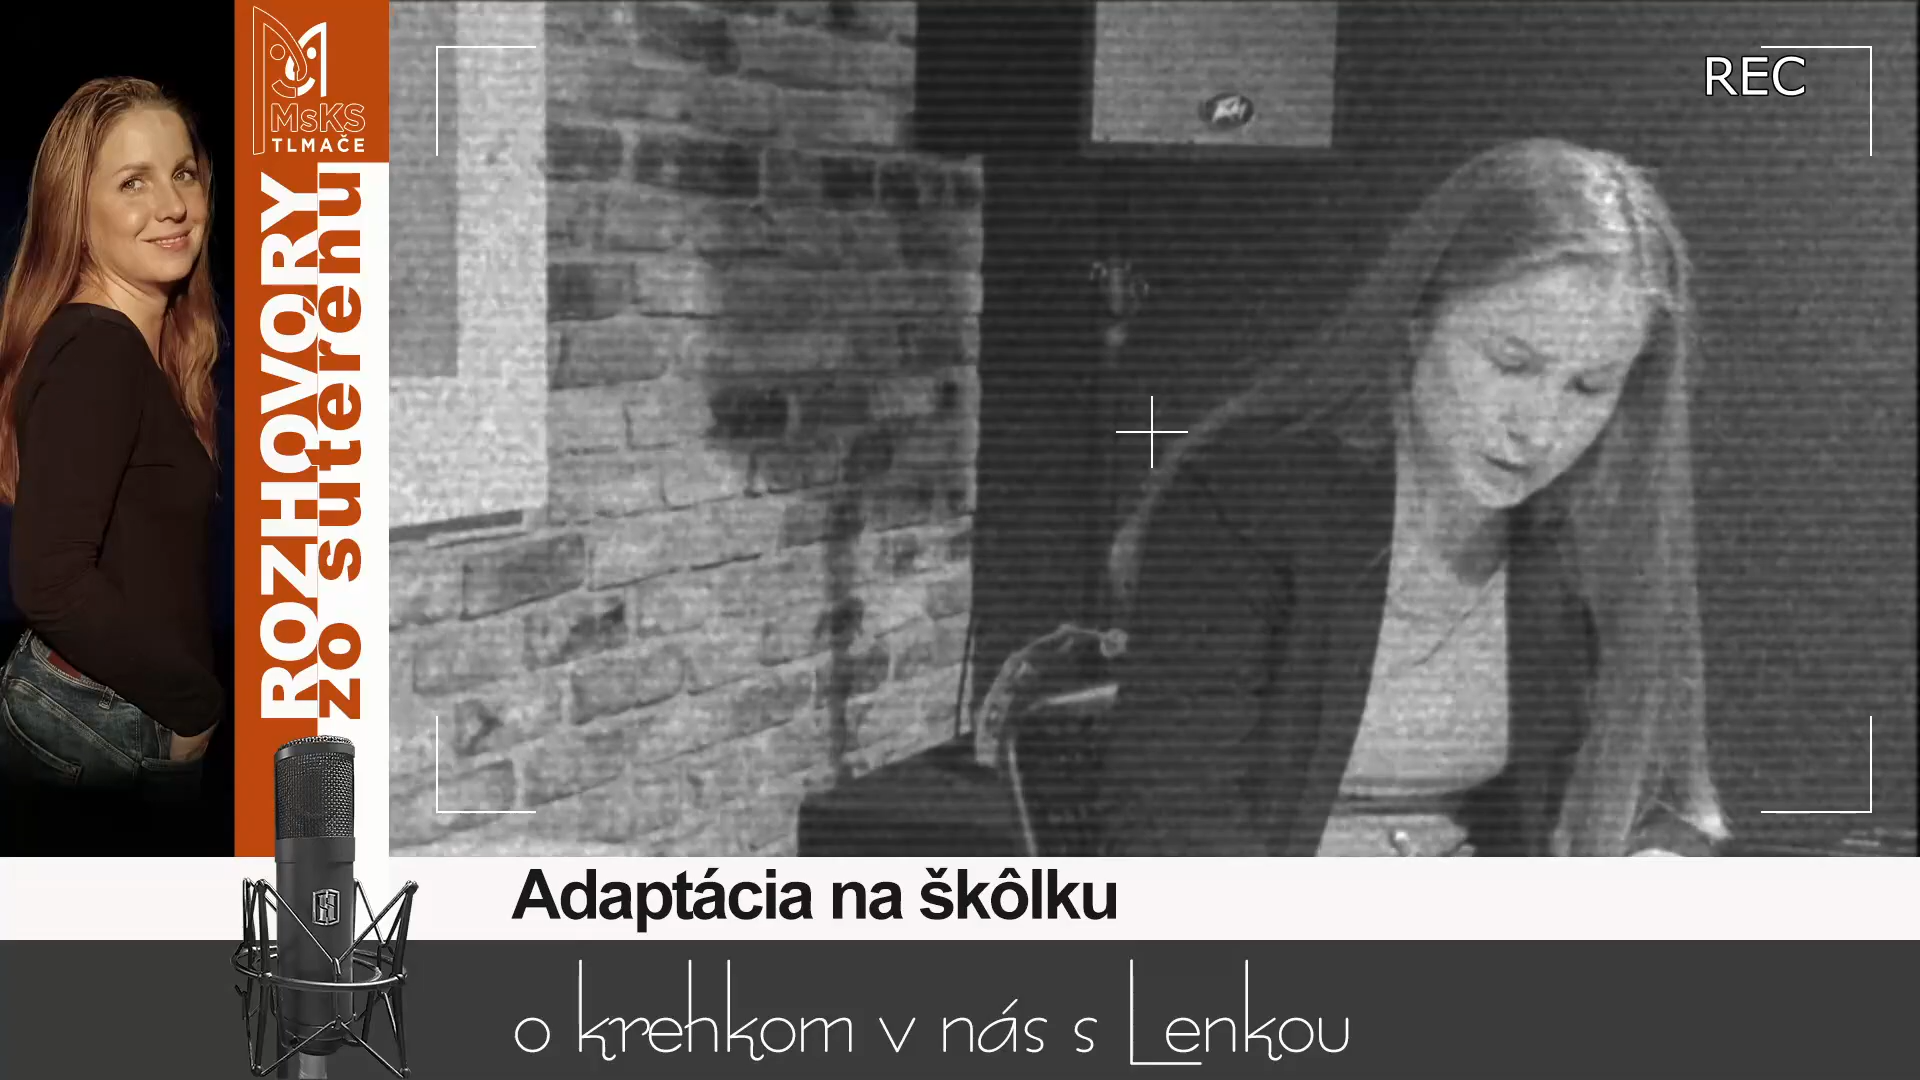 MsKS
TLMAČE
ROZHOVORY
zo suterénu
REC
Adaptácia na škôlku
o krehkom v nás s Lenkou